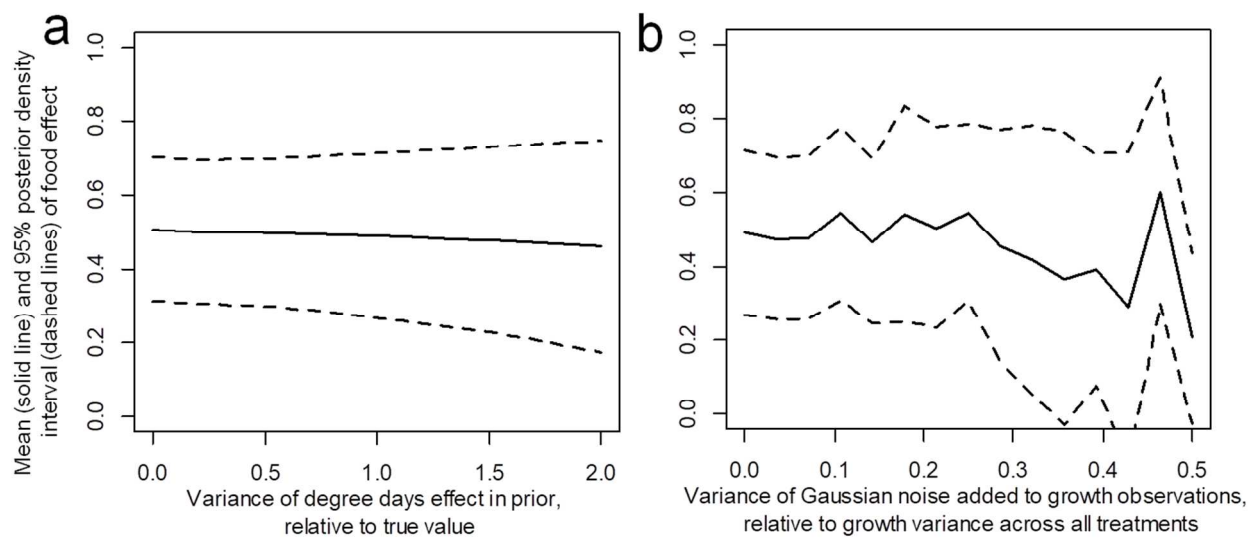 a
Mean (solid line) and 95% posterior density
interval (dashed lines) of food effect
1.0
0.8
0.6
0.4
0.2
0.0
0.0 0.5 1.0 1.5 2.0
Variance of degree days effect in prior,
relative to true value
b
1.0
0.8
0.6
0.4
0.2
0.0
0.0 0.1 0.2 0.3 0.4 0.5
Variance of Gaussian noise added to growth observations,
relative to growth variance across all treatments